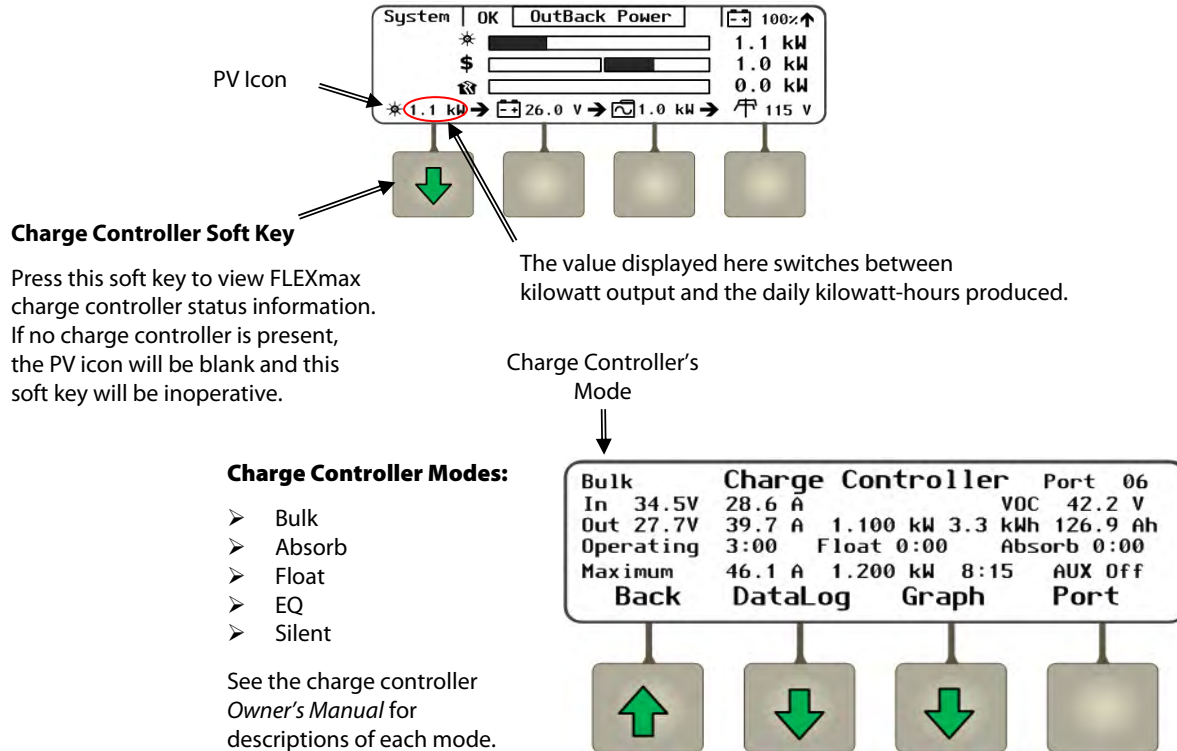 System OK OutBack Power 100%
1.1 kW
$ 1.0 kW
0.0 kW
1.1 kW 26.0 V 1.0 kW 115 V
PV Icon
Charge Controller Soft Key
Press this soft key to view FLEXmax
charge controller status information.
If no charge controller is present,
the PV icon will be blank and this
soft key will be inoperative.
The value displayed here switches between
kilowatt output and the daily kilowatt-hours produced.
Charge Controller's
Mode
Charge Controller Modes:
Bulk
Absorb
Float
EQ
Silent
See the charge controller
Owner's Manual for
descriptions of each mode.
Bulk Charge Controller Port 06
In 34.5V 28.6 A VOC 42.2 V
Out 27.7V 39.7 A 1.100 kW 3.3 kWh 126.9 Ah
Operating 3:00 Float 0:00 Absorb 0:00
Maximum 46.1 A 1.200 kW 8:15 AUX Off
Back DataLog Graph Port